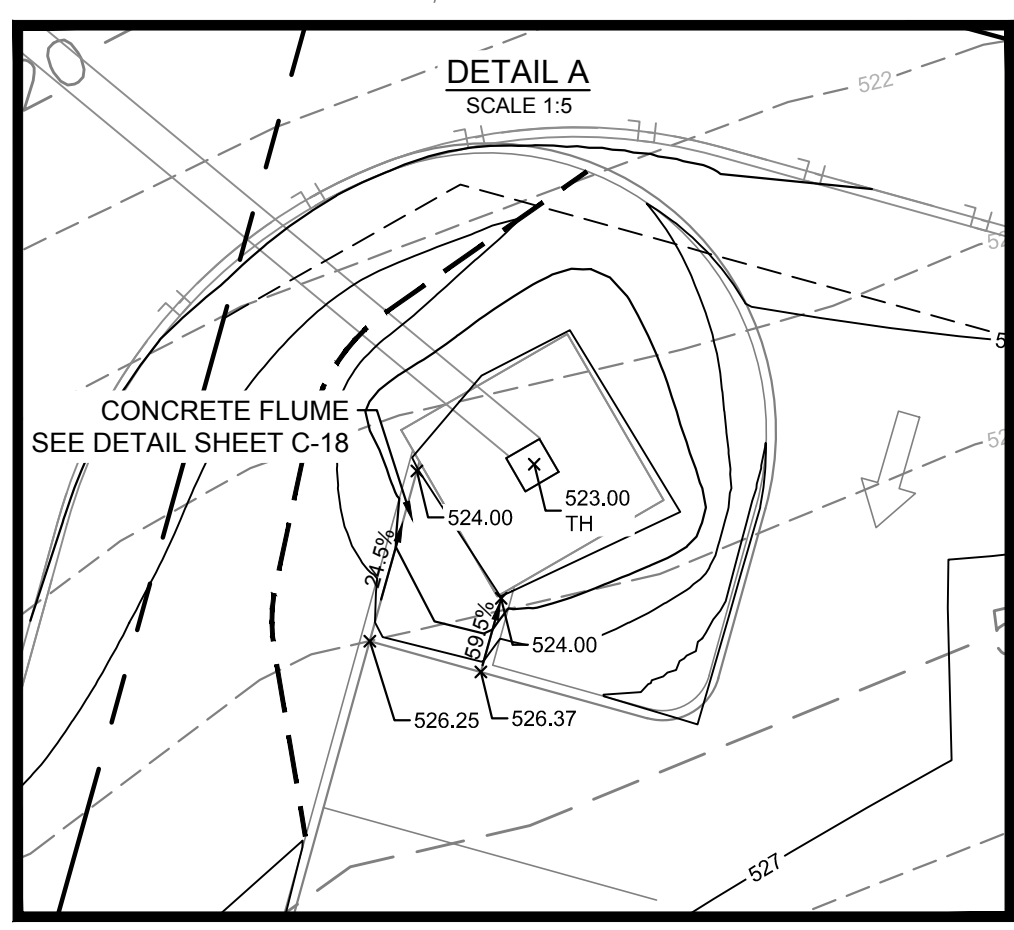 DETAIL A
SCALE 1:5
522
CONCRETE FLUME
SEE DETAIL SHEET C-18
523.00
TH
524.00
24.5%
59.5%
524.00
526.25
526.37
527